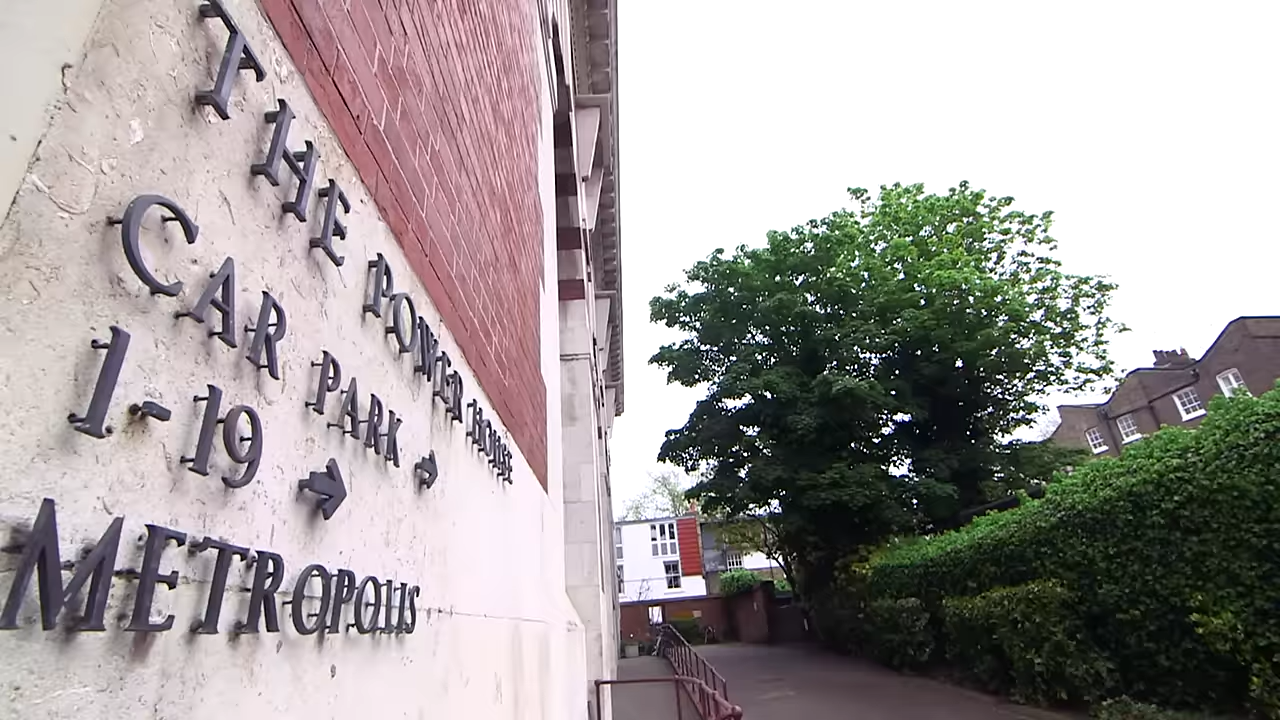 THE POWER HOUSE
CAR PARK →
1-19 →
METROPOLIS